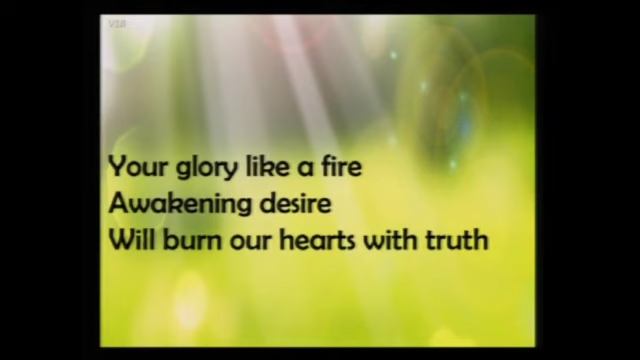 Your glory like a fire
Awakening desire
Will burn our hearts with truth